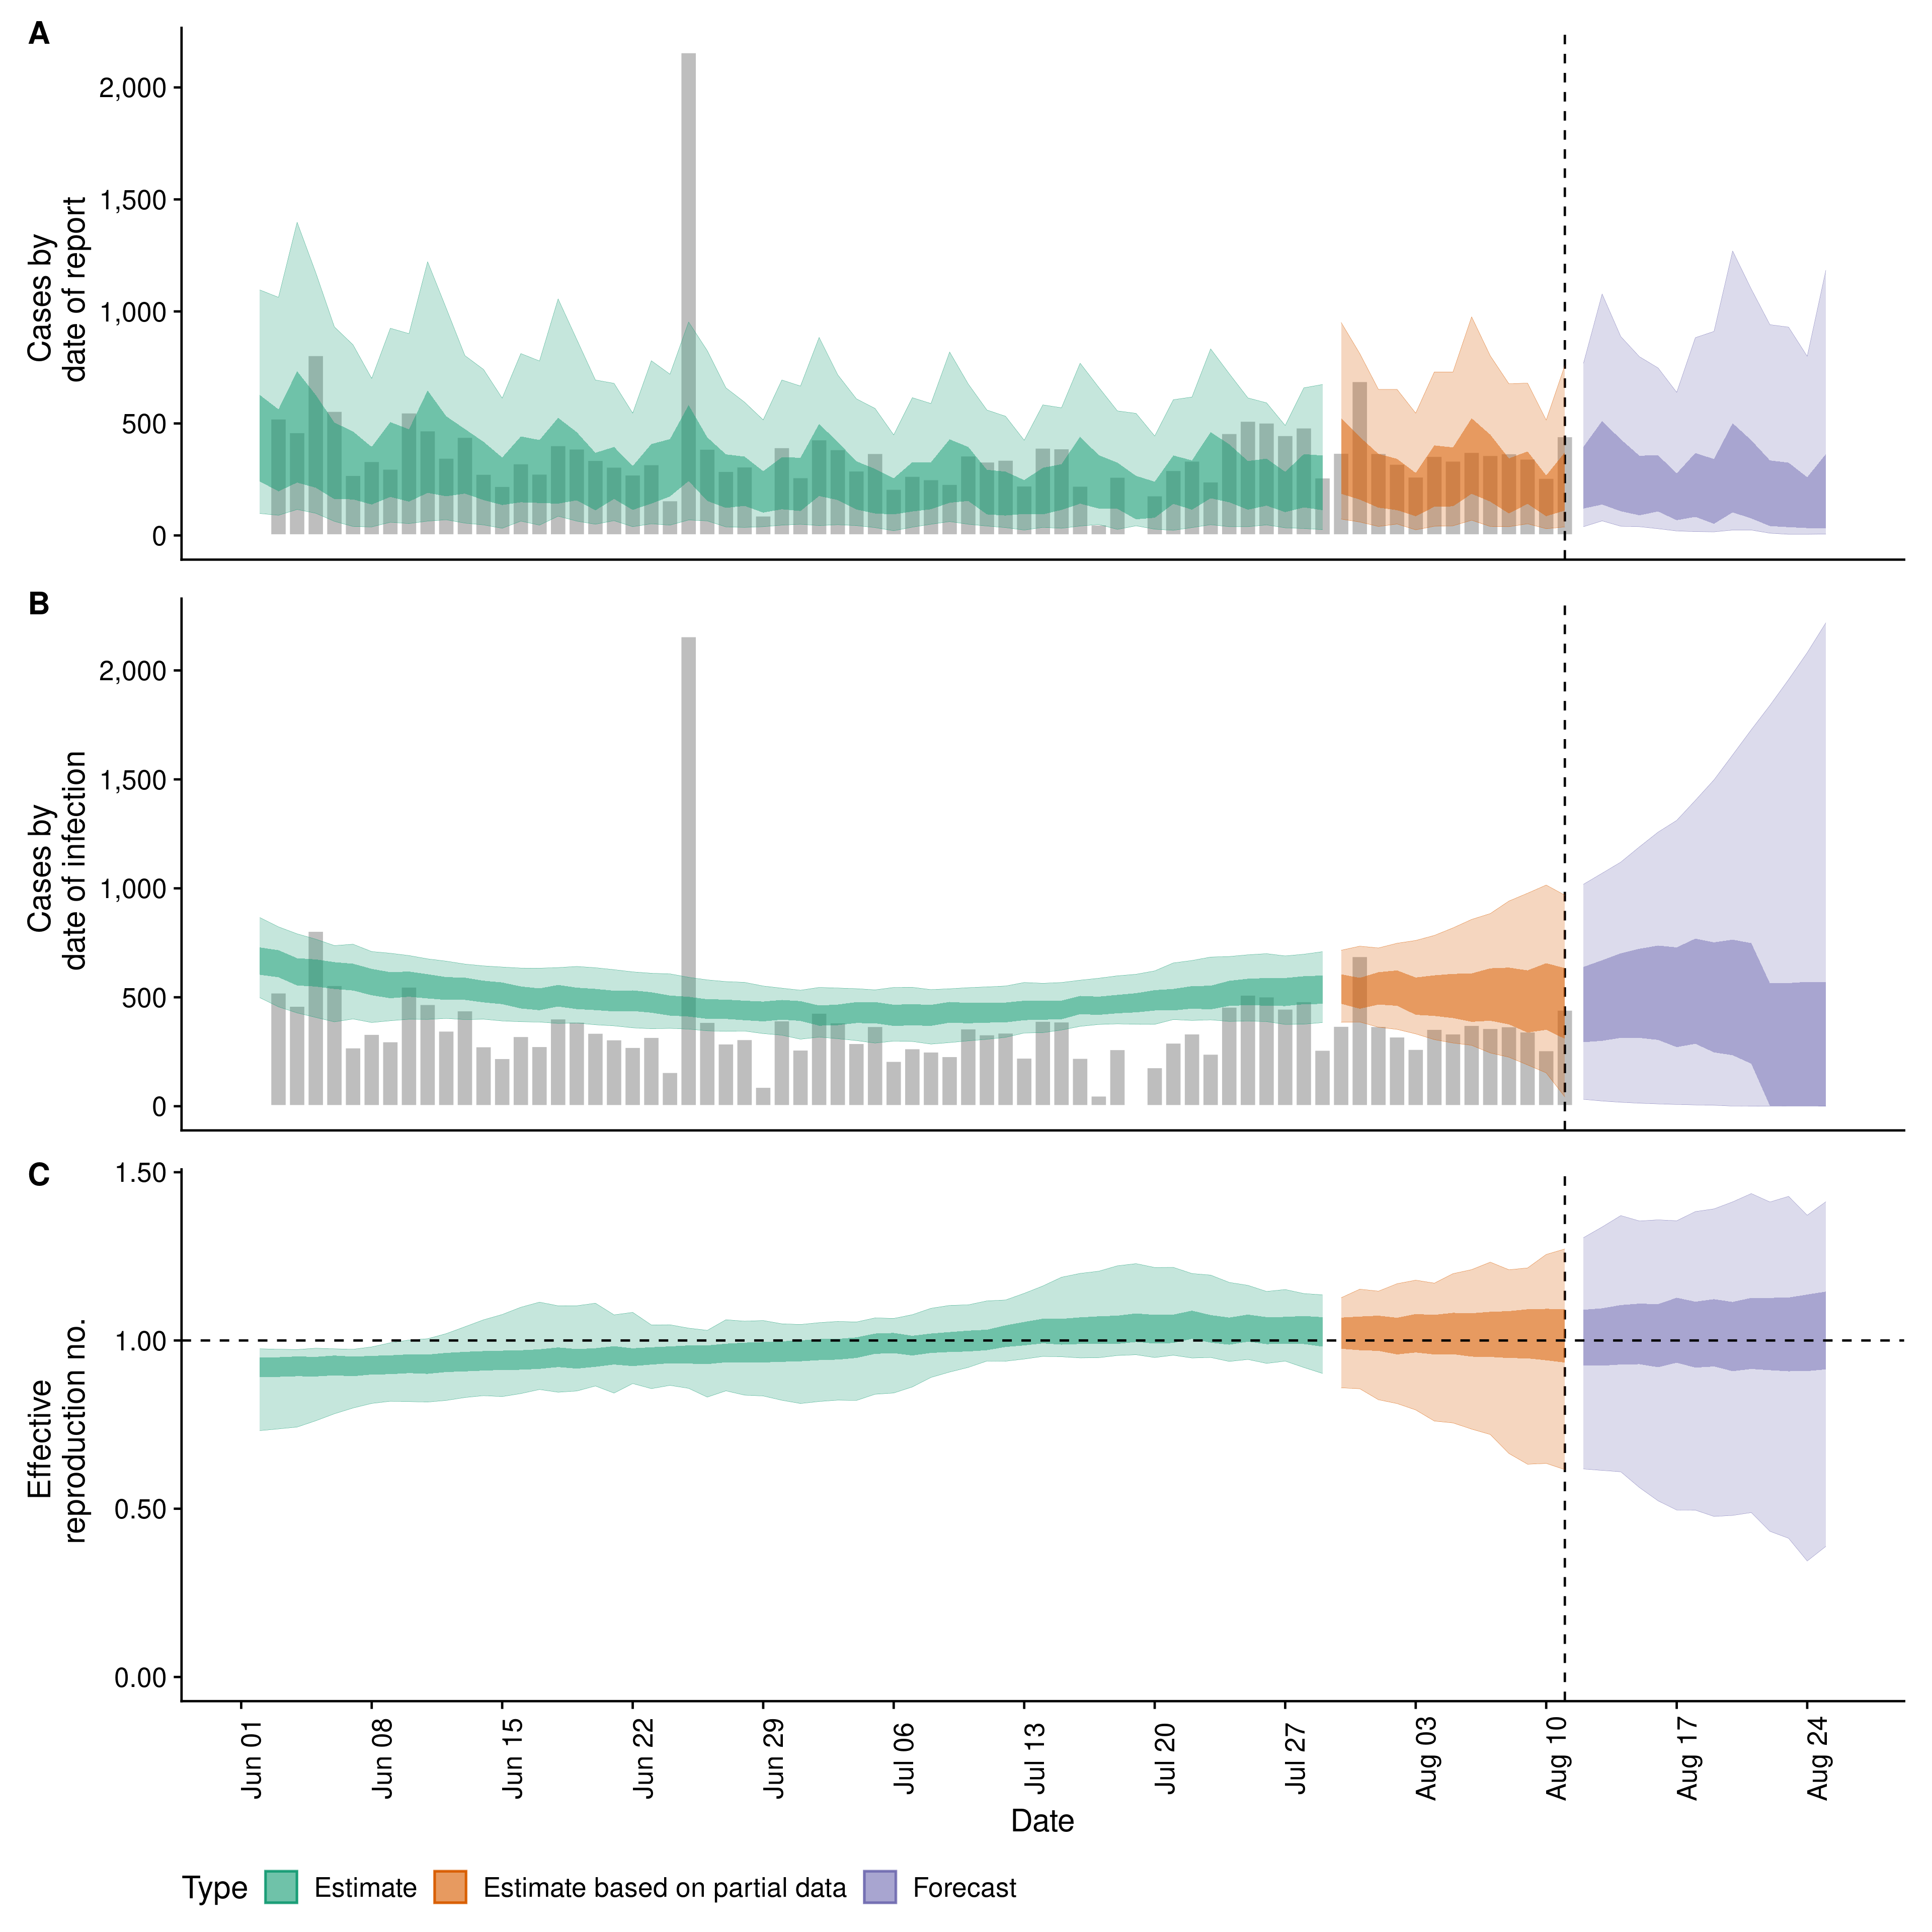 A
Cases by
date of report
2,000
1,500
1,000
500
0
B
Cases by
date of infection
2,000
1,500
1,000
500
0
C
Effective
reproduction no.
1.50
1.00
0.50
0.00
Jun 01
Jun 08
Jun 15
Jun 22
Jun 29
Jul 06
Jul 13
Jul 20
Jul 27
Aug 03
Aug 10
Aug 17
Aug 24
Date
Type Estimate Estimate based on partial data Forecast